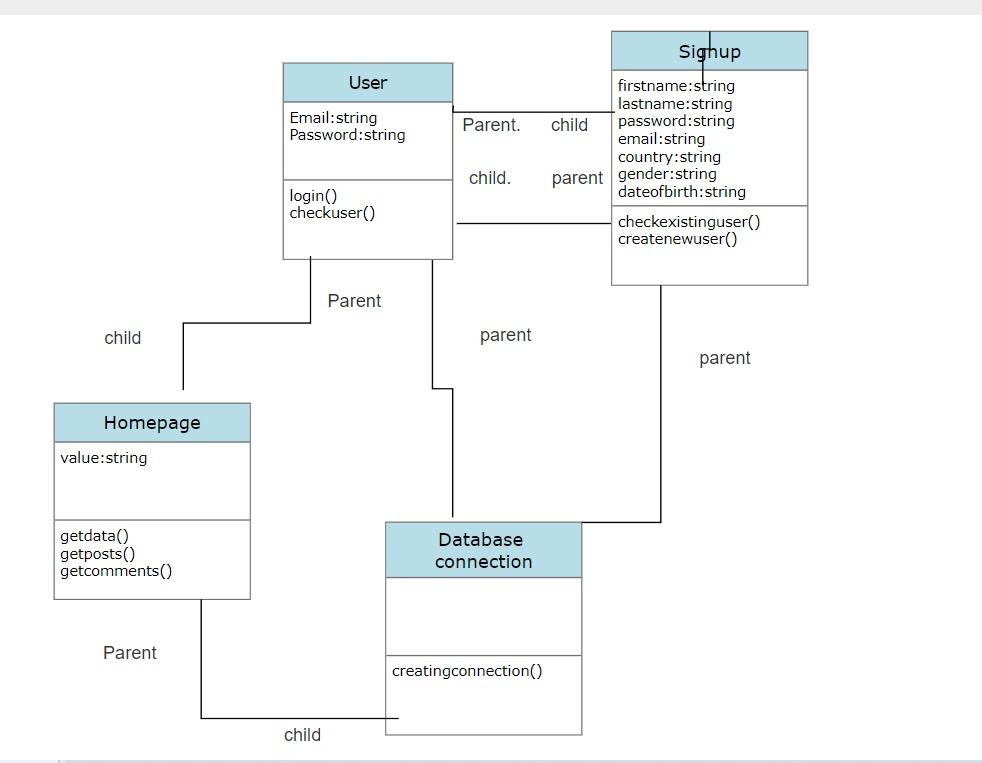 User
Email:string
Password:string
login()
checkuser()
Parent. child
child. parent
Signup
firstname:string
lastname:string
password:string
email:string
country:string
gender:string
dateofbirth:string
checkexistinguser()
createnewuser()
Parent
child
parent
parent
Homepage
value:string
getdata()
getposts()
getcomments()
Database
connection
creatingconnection()
Parent
child